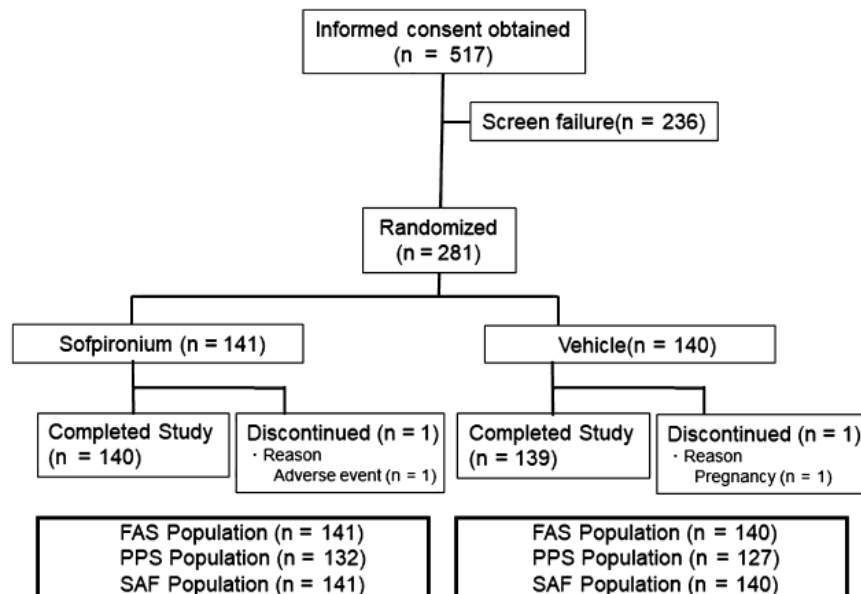 Informed consent obtained
(n = 517)
Screen failure(n = 236)
Randomized
(n = 281)
Sofpironium (n = 141)
Vehicle(n = 140)
Completed Study
(n = 140)
Discontinued (n = 1)
・Reason
Adverse event (n = 1)
Completed Study
(n = 139)
Discontinued (n = 1)
・Reason
Pregnancy (n = 1)
FAS Population (n = 141)
PPS Population (n = 132)
SAF Population (n = 141)
FAS Population (n = 140)
PPS Population (n = 127)
SAF Population (n = 140)